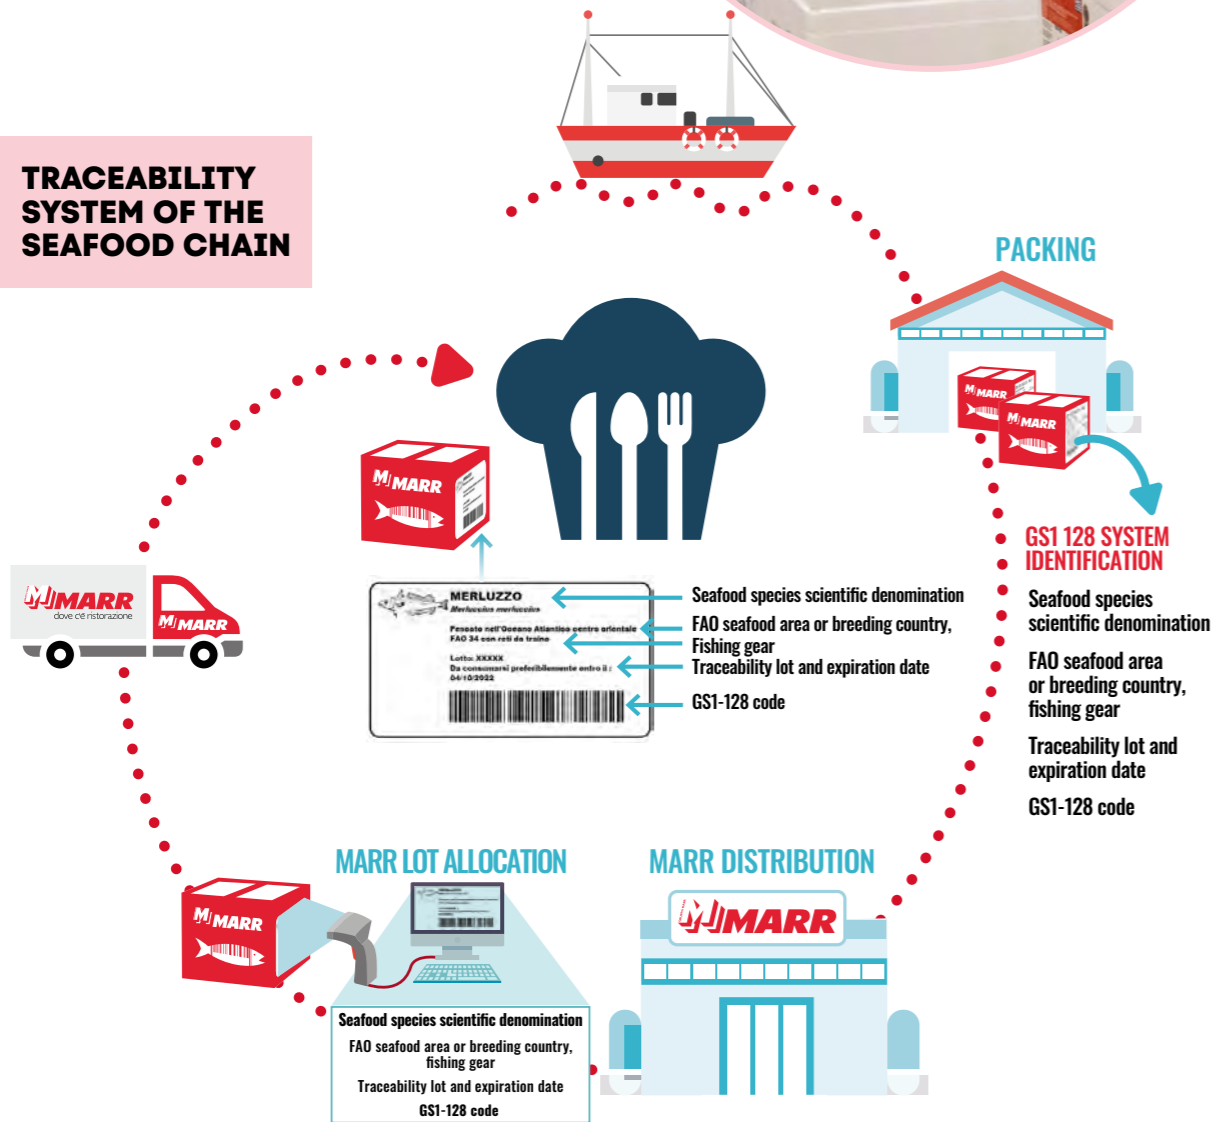 TRACEABILITY
SYSTEM OF THE
SEAFOOD CHAIN
PACKING
MARR
MARR
GS1 128 SYSTEM
IDENTIFICATION
Seafood species
scientific denomination
FAO seafood area
or breeding country,
fishing gear
Traceability lot and
expiration date
GS1-128 code
MARR
MERLUZZO
Merluccius merluccius
Pescato nell'Oceano Atlantico centro orientale
FAO 34 con reti da traino
Lotto: XXXXX
Da consumarsi preferibilmente entro il :
04/10/2022
Seafood species scientific denomination
FAO seafood area or breeding country,
Fishing gear
Traceability lot and expiration date
GS1-128 code
MARR
dove c'è ristorazione
MARR
MARR LOT ALLOCATION
MARR
Seafood species scientific denomination
FAO seafood area or breeding country,
fishing gear
Traceability lot and expiration date
GS1-128 code
MARR DISTRIBUTION
MARR